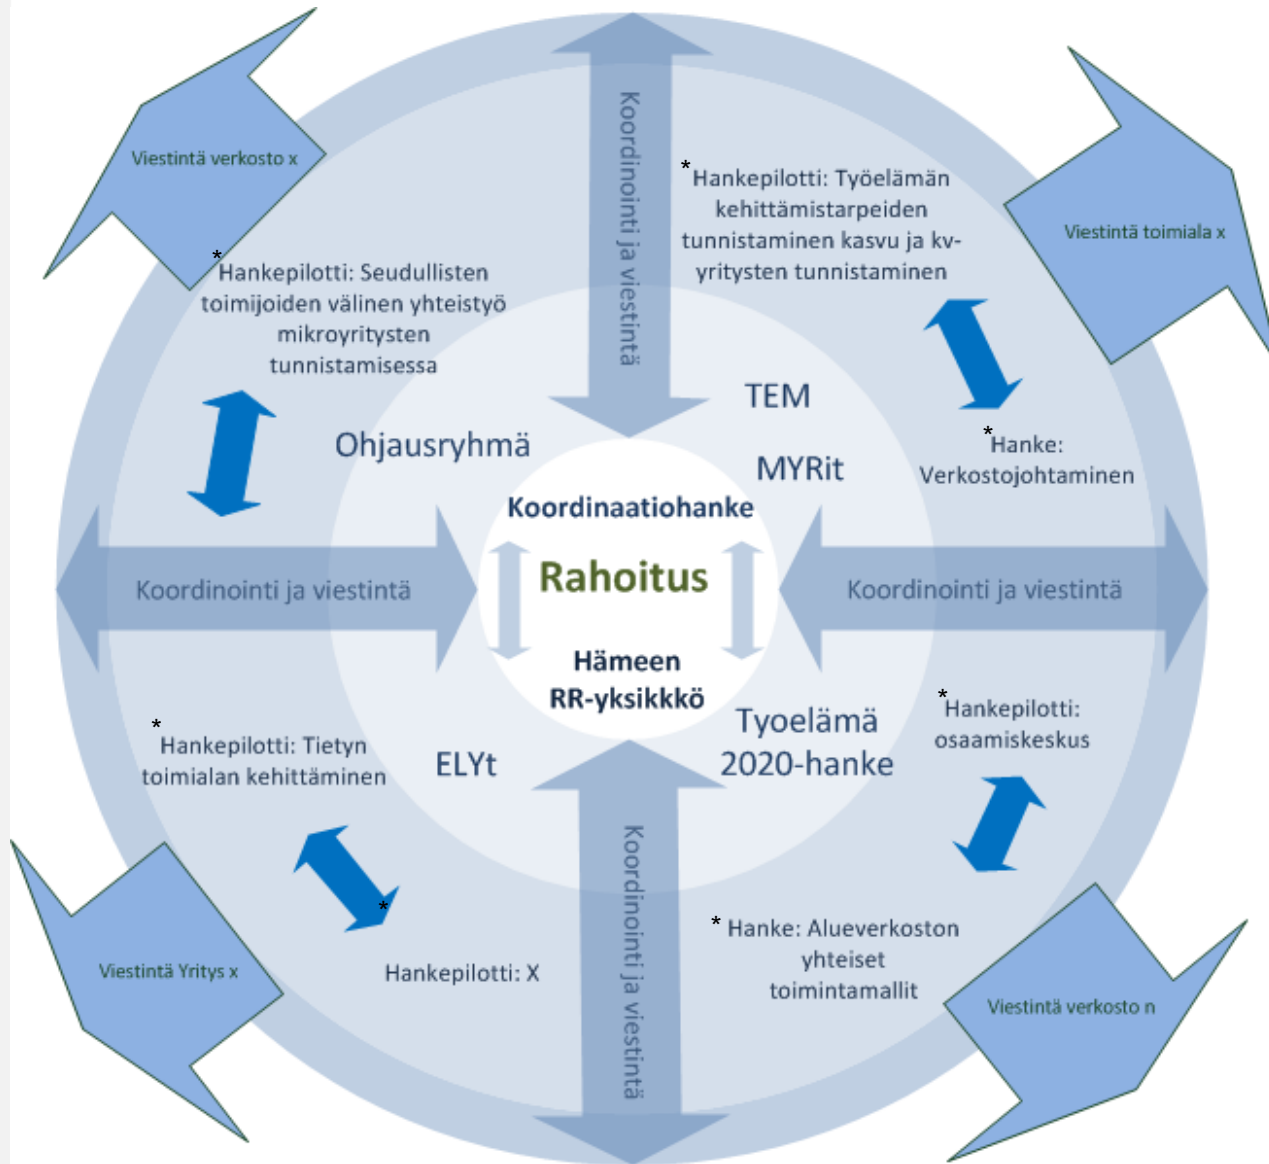 Viestintä verkosto x
Koordinointi ja viestintä
*Hankepilotti: Työelämän
kehittämistarpeiden
tunnistaminen kasvu ja kv-
yritysten tunnistaminen
Viestintä toimiala x
*Hankepilotti: Seudullisten
toimijoiden välinen yhteistyö
mikroyritysten
tunnistamisessa
TEM
Ohjausryhmä
MYRit
*Hanke:
Verkostojohtaminen
Koordinaatiohanke
Rahoitus
Koordinointi ja viestintä
Koordinointi ja viestintä
Hämeen
RR-yksikkkö
*Hankepilotti: Tietyn
toimialan kehittäminen
ELYt
Tyoelämä
2020-hanke
*Hankepilotti:
osaamiskeskus
Koordinointi ja viestintä
*
Hankepilotti: X
* Hanke: Alueverkoston
yhteiset
toimintamallit
Viestintä Yritys x
Viestintä verkosto n